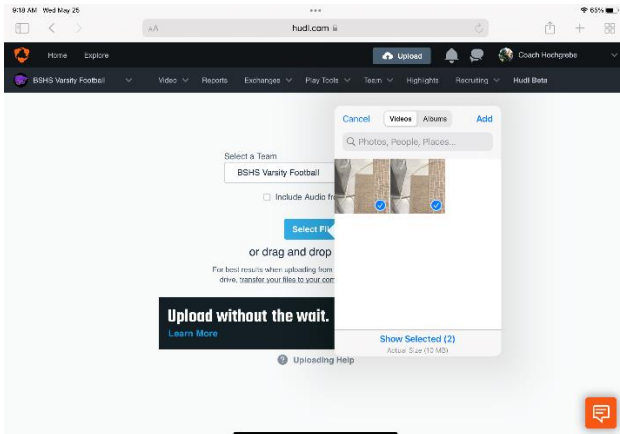 9:19 AM Wed May 25
65%
AA
hudl.com
Home Explore
Upload
Coach Hochgrebe
BSHS Varsity Football
Video Reports Exchanges Play Tools Team Highlights Recruiting Hudl Beta
Cancel Videos Albums Add
Photos, People, Places...
Select a Team
BSHS Varsity Football
Include Audio fr
Select Fil
or drag and drop
For best results when uploading from
drive, transfer your files to your com
Upload without the wait.
Learn More
Show Selected (2)
Actual Size (10 MB)
Uploading Help